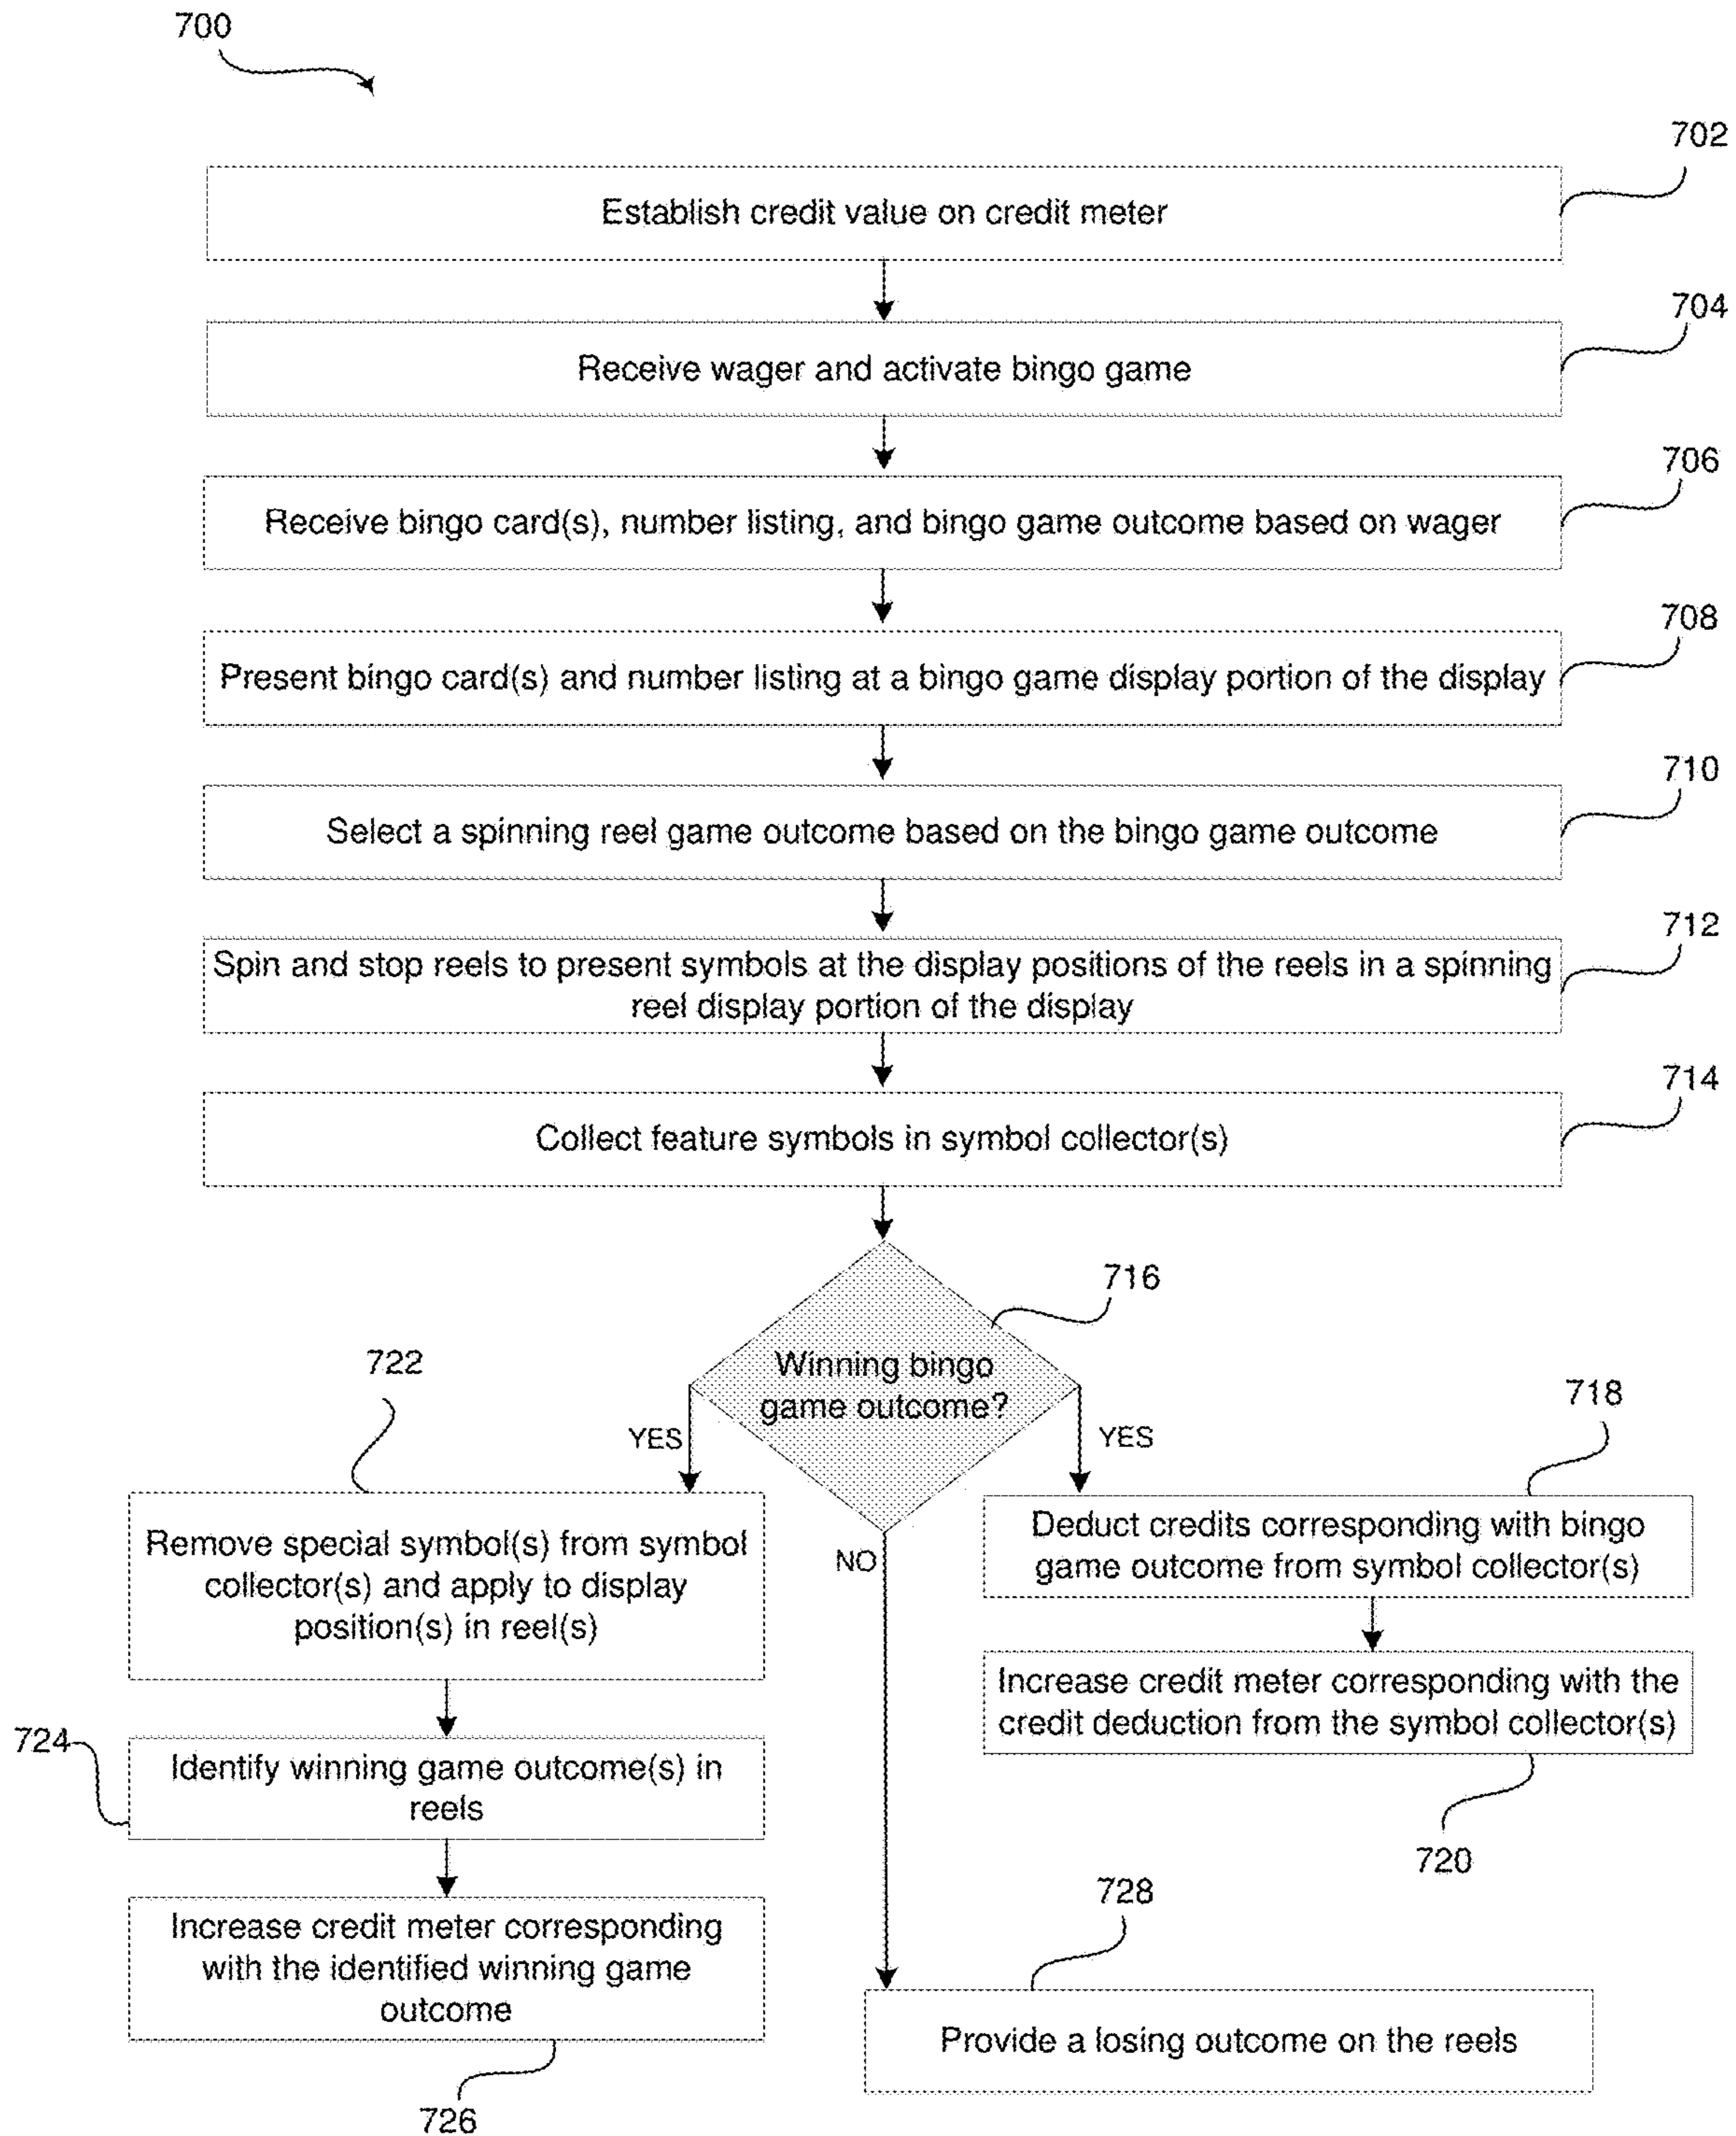 700
702
Establish credit value on credit meter
704
Receive wager and activate bingo game
706
Receive bingo card(s), number listing, and bingo game outcome based on wager
708
Present bingo card(s) and number listing at a bingo game display portion of the display
710
Select a spinning reel game outcome based on the bingo game outcome
712
Spin and stop reels to present symbols at the display positions of the reels in a spinning
reel display portion of the display
714
Collect feature symbols in symbol collector(s)
716
Winning bingo
game outcome?
722
YES
Remove special symbol(s) from symbol
collector(s) and apply to display
position(s) in reel(s)
724
Identify winning game outcome(s) in
reels
Increase credit meter corresponding
with the identified winning game
outcome
726
YES
718
Deduct credits corresponding with bingo
game outcome from symbol collector(s)
Increase credit meter corresponding with the
credit deduction from the symbol collector(s)
720
NO
728
Provide a losing outcome on the reels